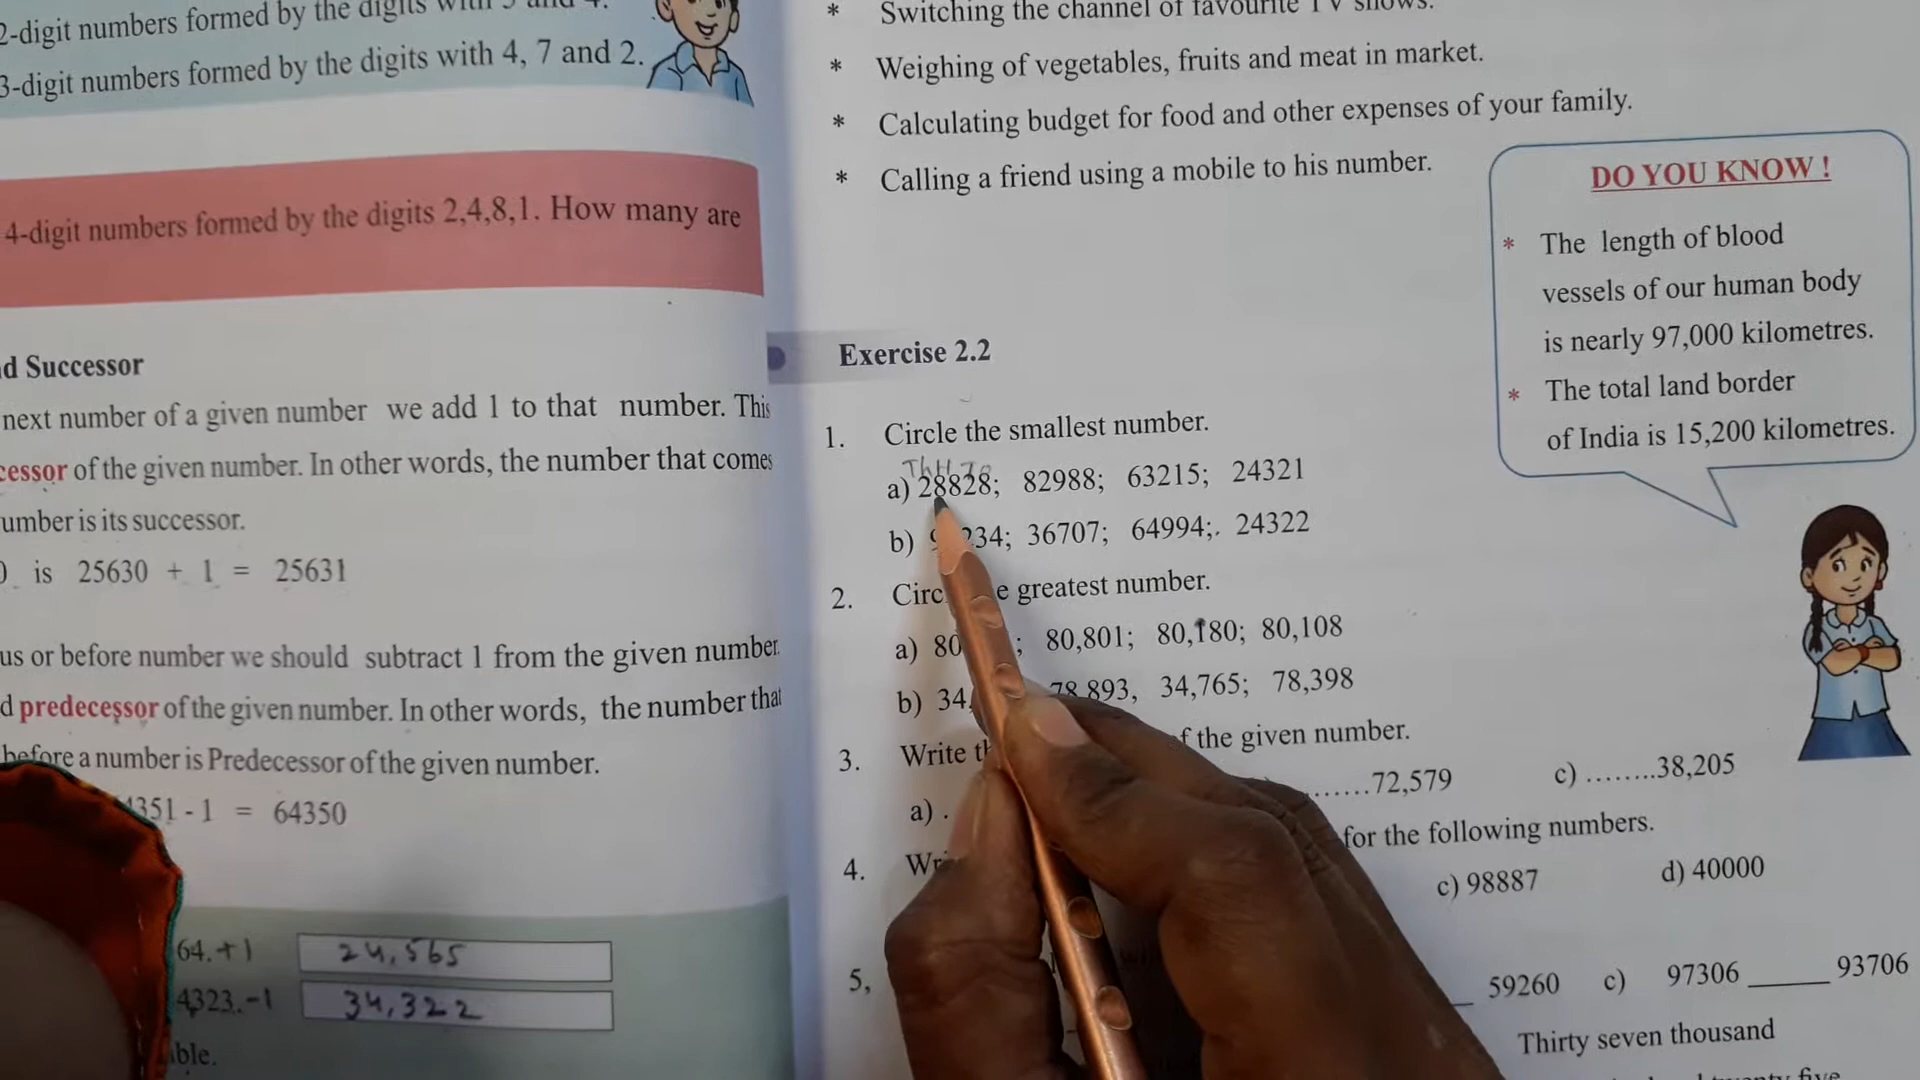 2-digit numbers formed by the digits with
3-digit numbers formed by the digits with 4, 7 and 2.
4-digit numbers formed by the digits 2,4,8,1. How many are
d Successor
next number of a given number we add 1 to that number. This
cessor of the given number. In other words, the number that comes
umber is its successor.
is 25630 + 1 = 25631
us or before number we should subtract 1 from the given number.
d predecessor of the given number. In other words, the number that
before a number is Predecessor of the given number.
4351 - 1 = 64350
64.+1 24,565
4323.-1 34,322
ble.
* Switching the channel of favourite TV shows.
* Weighing of vegetables, fruits and meat in market.
* Calculating budget for food and other expenses of your family.
* Calling a friend using a mobile to his number.
DO YOU KNOW !
* The length of blood
vessels of our human body
is nearly 97,000 kilometres.
* The total land border
of India is 15,200 kilometres.
Exercise 2.2
1. Circle the smallest number.
a) 28828; 82988; 63215; 24321
b) 234; 36707; 64994;. 24322
2. Circ e greatest number.
a) 80 ; 80,801; 80,180; 80,108
b) 34, 78,893, 34,765; 78,398
3. Write th f the given number.
a) . .......72,579 c) ........38,205
4. Wr for the following numbers.
c) 98887 d) 40000
5,
59260 c) 97306 _____ 93706
Thirty seven thousand
five